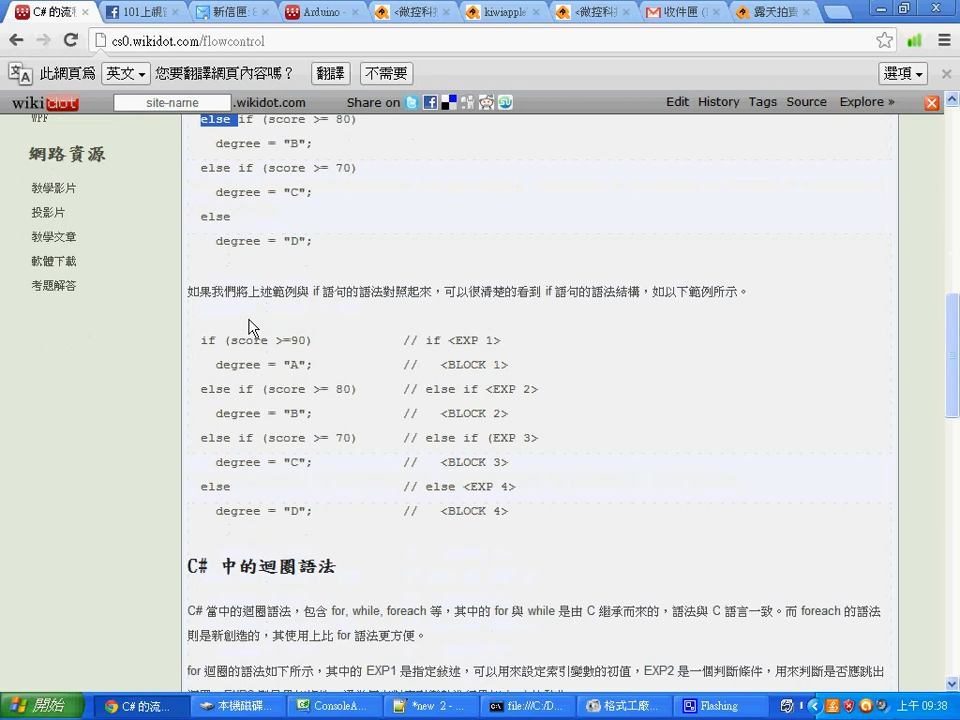 C# 的流程
101上視
新信匣: 8
Arduino -
<微控科技
kiwiapple
<微控科技
收件匣 (
露天拍賣
cs0.wikidot.com/flowcontrol
此網頁為 英文 您要翻譯網頁內容嗎？ 翻譯 不需要 選項
wikidot site-name .wikidot.com Share on Edit History Tags Source Explore »
WPF
網路資源
教學影片
投影片
教學文章
軟體下載
考題解答
else if (score >= 80)
degree = "B";
else if (score >= 70)
degree = "C";
else
degree = "D";
如果我們將上述範例與 if 語句的語法對照起來，可以很清楚的看到 if 語句的語法結構，如以下範例所示。
if (score >=90) // if <EXP 1>
degree = "A"; // <BLOCK 1>
else if (score >= 80) // else if <EXP 2>
degree = "B"; // <BLOCK 2>
else if (score >= 70) // else if (EXP 3>
degree = "C"; // <BLOCK 3>
else // else <EXP 4>
degree = "D"; // <BLOCK 4>
C# 中的迴圈語法
C# 當中的迴圈語法，包含 for, while, foreach 等，其中的 for 與 while 是由 C 繼承而來的，語法與 C 語言一致。而 foreach 的語法
則是新創造的，其使用上比 for 語法更方便。
for 迴圈的語法如下所示，其中的 EXP1 是指定敍述，可以用來設定索引變數的初值，EXP2 是一個判斷條件，用來判斷是否應跳出
開始 C# 的流... 本機磁碟... ConsoleA... *new 2 - ... file:///C:/D... 格式工廠... Flashing 上午 09:38